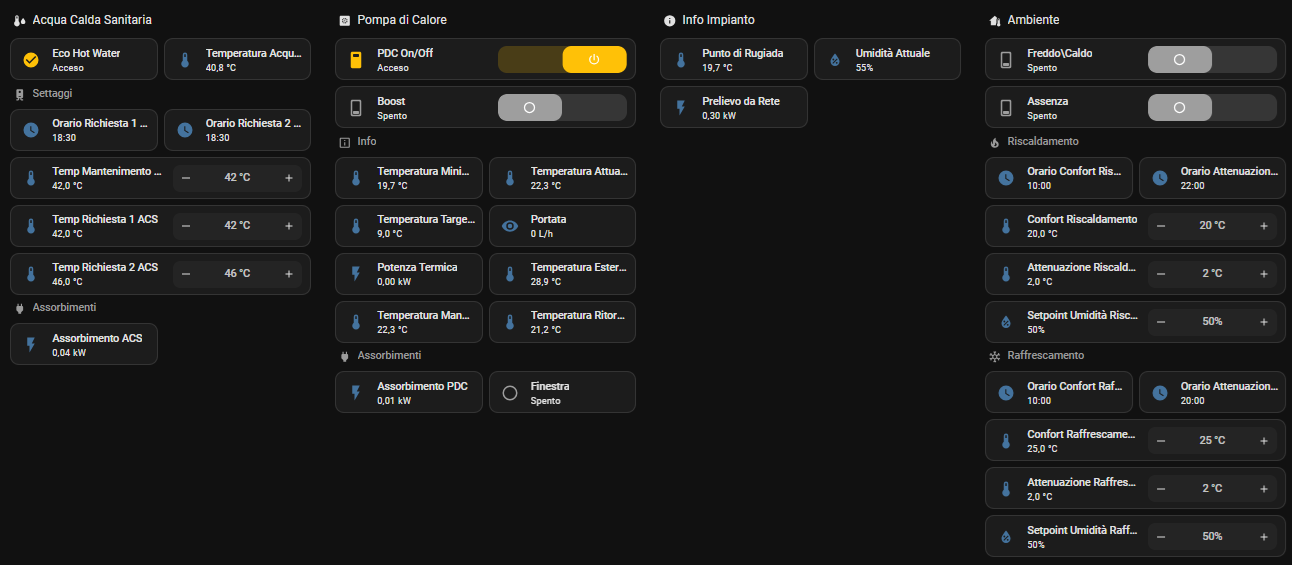 Acqua Calda Sanitaria
Eco Hot Water
Acceso
Temperatura Acqu...
40,8 °C
Settaggi
Orario Richiesta 1 ...
18:30
Orario Richiesta 2 ...
18:30
Temp Mantenimento ...
42,0 °C
42 °C
Temp Richiesta 1 ACS
42,0 °C
42 °C
Temp Richiesta 2 ACS
46,0 °C
46 °C
Assorbimenti
Assorbimento ACS
0,04 kW
Pompa di Calore
PDC On/Off
Acceso
Boost
Spento
Info
Temperatura Mini...
19,7 °C
Temperatura Attua...
22,3 °C
Temperatura Targe...
9,0 °C
Portata
0 L/h
Potenza Termica
0,00 kW
Temperatura Ester...
28,9 °C
Temperatura Man...
22,3 °C
Temperatura Ritor...
21,2 °C
Assorbimenti
Assorbimento PDC
0,01 kW
Finestra
Spento
Info Impianto
Punto di Rugiada
19,7 °C
Umidità Attuale
55%
Prelievo da Rete
0,30 kW
Ambiente
Freddo\Caldo
Spento
Assenza
Spento
Riscaldamento
Orario Confort Ris...
10:00
Orario Attenuazion...
22:00
Confort Riscaldamento
20,0 °C
20 °C
Attenuazione Riscald...
2,0 °C
2 °C
Setpoint Umidità Risc...
50%
50%
Raffrescamento
Orario Confort Raf...
10:00
Orario Attenuazion...
20:00
Confort Raffrescame...
25,0 °C
25 °C
Attenuazione Raffres...
2,0 °C
2 °C
Setpoint Umidità Raff...
50%
50%